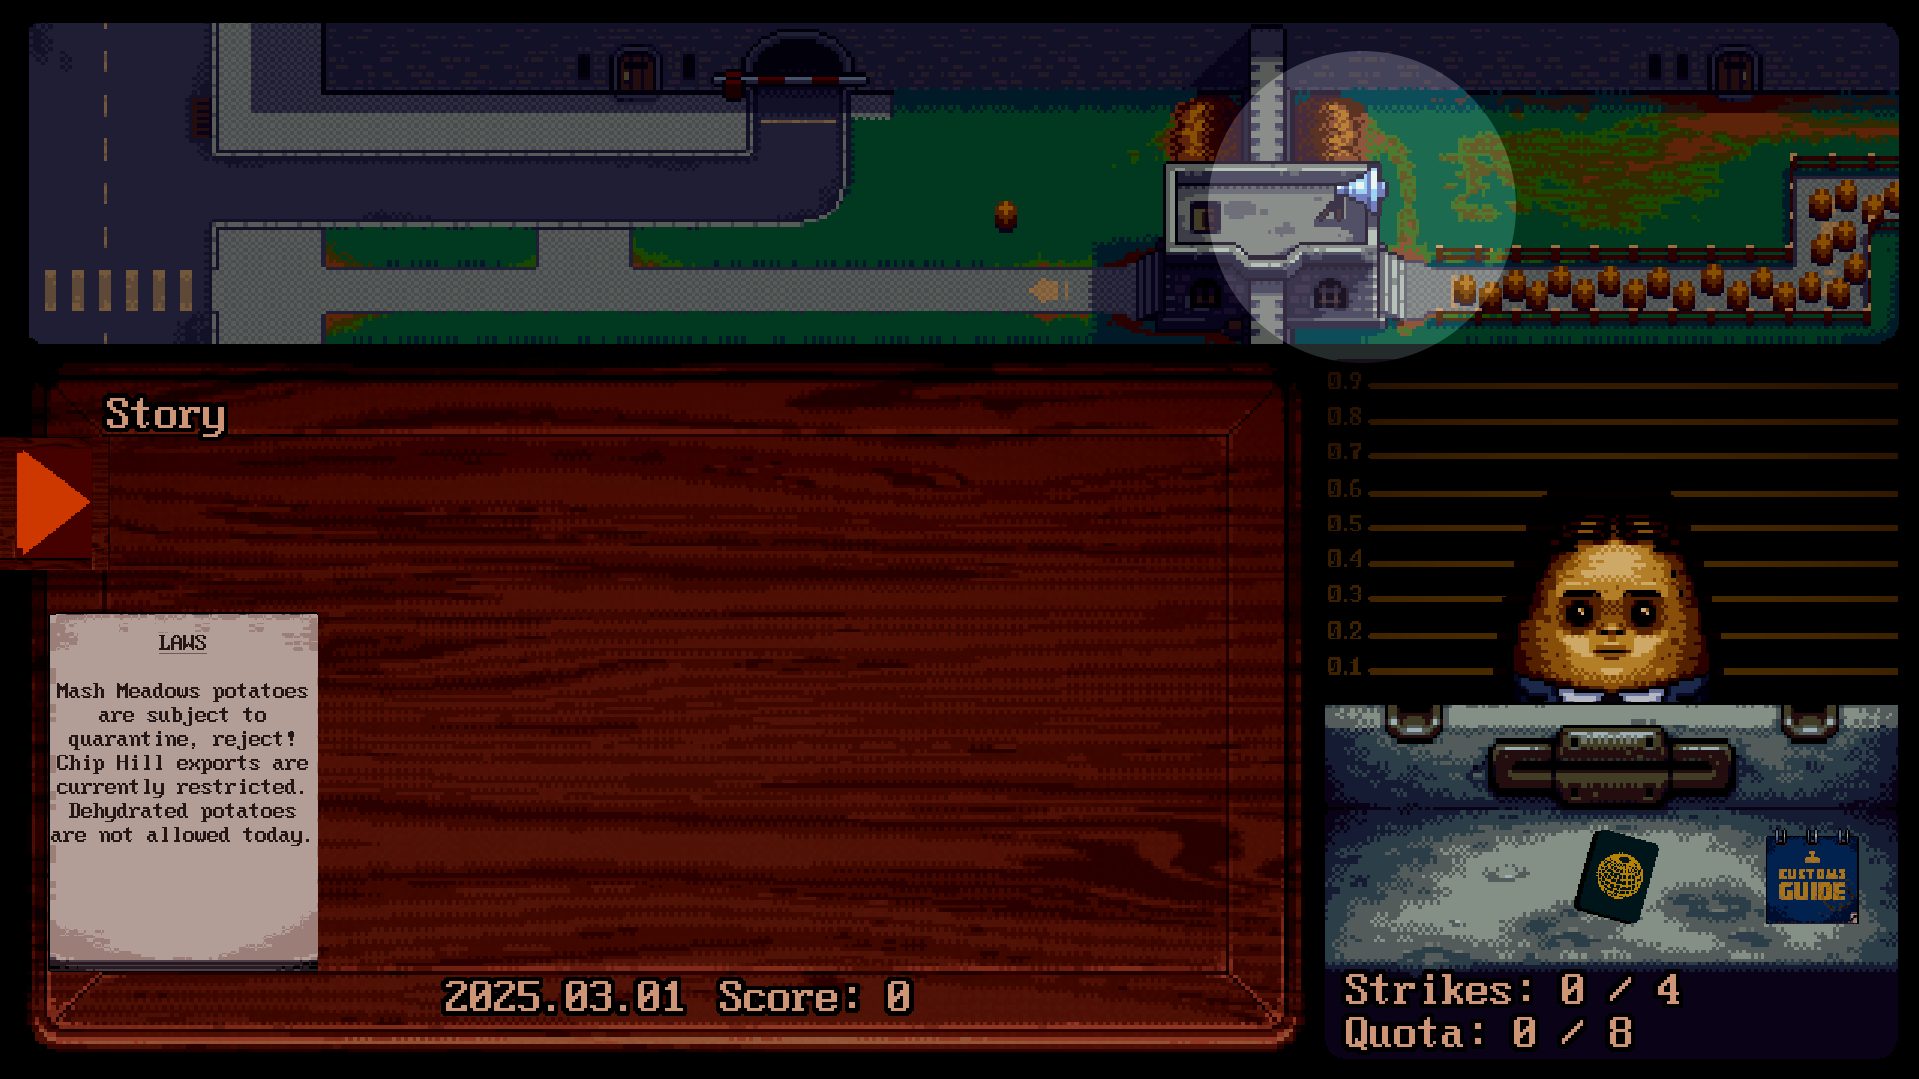 Story
LAWS
Mash Meadows potatoes
are subject to
quarantine, reject!
Chip Hill exports are
currently restricted.
Dehydrated potatoes
are not allowed today.
2025.03.01 Score: 0
0.9
0.8
0.7
0.6
0.5
0.4
0.3
0.2
0.1
CUSTOMS
GUIDE
Strikes: 0 / 4
Quota: 0 / 8